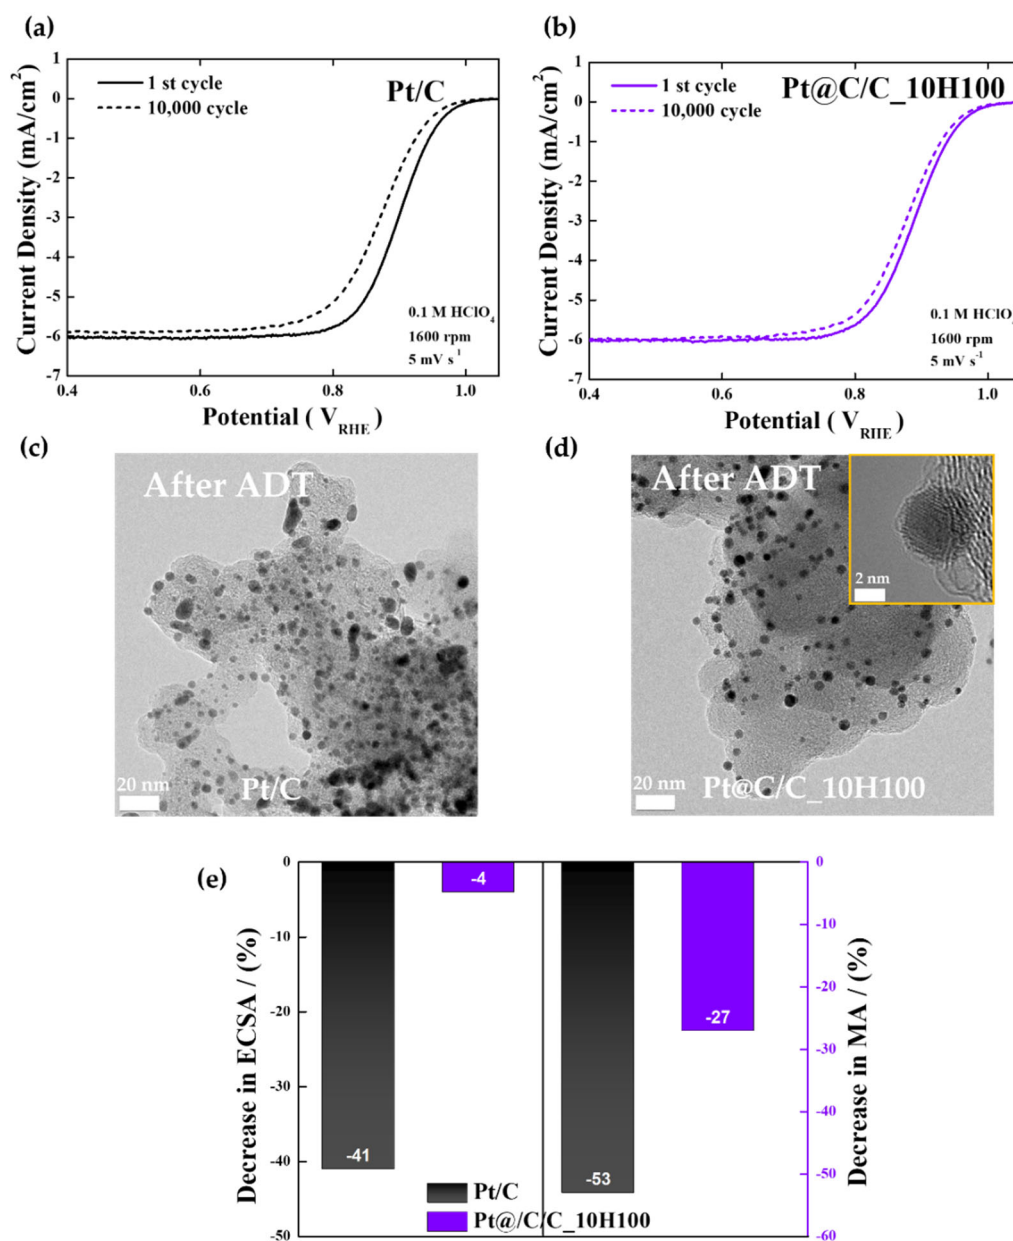 (a)
1
0
-1
-2
-3
-4
-5
-6
-7
Current Density (mA/cm²)
1 st cycle
10,000 cycle
Pt/C
0.1 M HClO₄
1600 rpm
5 mV s¹
0.4 0.6 0.8 1.0
Potential ( V_RHE )
(b)
1
0
-1
-2
-3
-4
-5
-6
-7
Current Density (mA/cm²)
1 st cycle
10,000 cycle
Pt@C/C_10H100
0.1 M HClO₄
1600 rpm
5 mV s⁻¹
0.4 0.6 0.8 1.0
Potential ( V_RHE )
(c)
After ADT
20 nm
Pt/C
(d)
After ADT
2 nm
20 nm
Pt@C/C_10H100
(e)
0
-10
-20
-30
-40
-50
Decrease in ECSA / (%)
-41
-4
-53
-27
Pt/C
Pt@/C/C_10H100
0
-10
-20
-30
-40
-50
-60
Decrease in MA / (%)